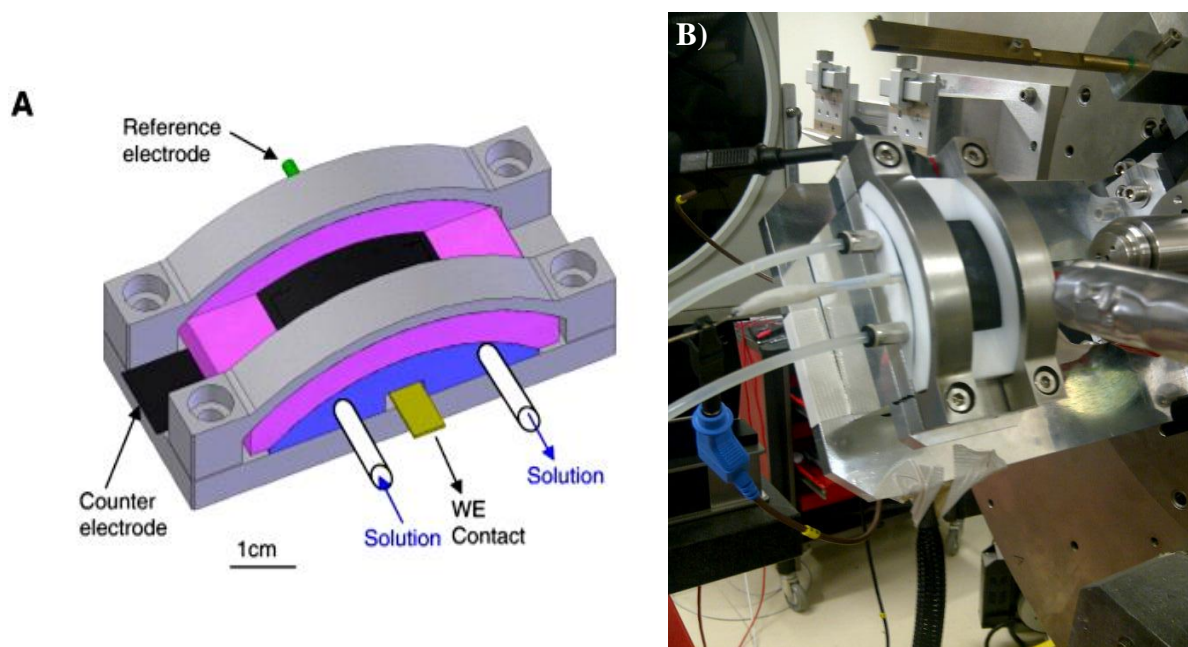 A
Reference
electrode
Counter
electrode
1cm
Solution
WE
Contact
Solution
B)